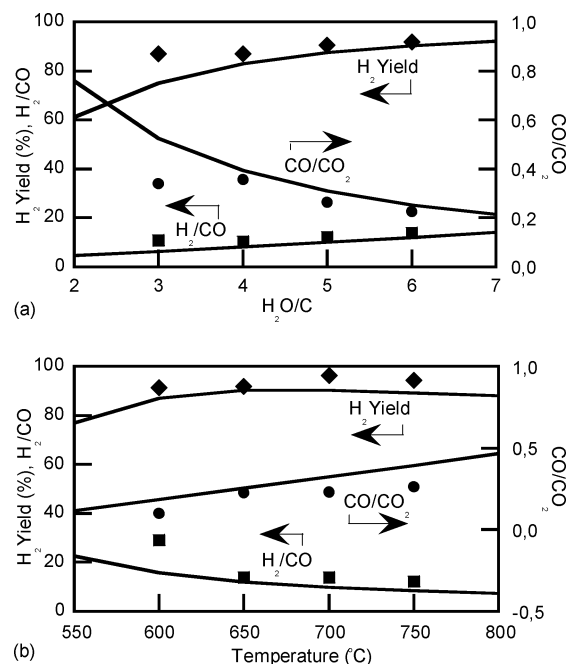 100
80
60
40
20
0
H₂ Yield (%), H₂/CO
1,0
0,8
0,6
0,4
0,2
0,0
CO/CO₂
H₂ Yield
CO/CO₂
H₂/CO
2 3 4 5 6 7
H₂O/C
(a)
100
80
60
40
20
0
H₂ Yield (%), H₂/CO
1,0
0,5
0,0
-0,5
CO/CO₂
H₂ Yield
CO/CO₂
H₂/CO
550 600 650 700 750 800
Temperature (°C)
(b)